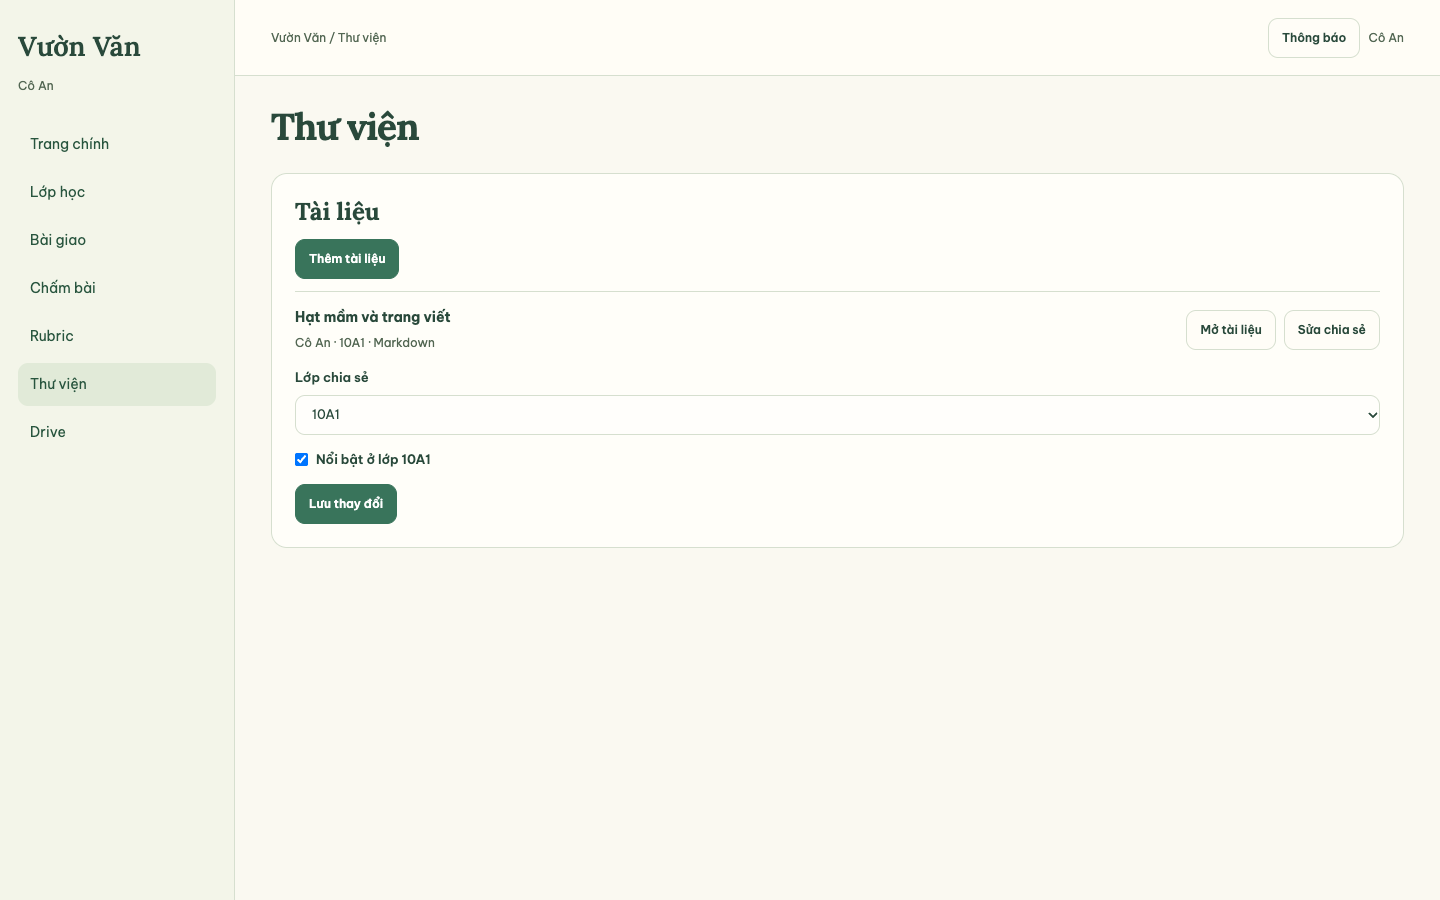 Vườn Văn
Cô An
Trang chính
Lớp học
Bài giao
Chấm bài
Rubric
Thư viện
Drive
Vườn Văn / Thư viện
Thông báo
Cô An
Thư viện
Tài liệu
Thêm tài liệu
Hạt mầm và trang viết
Cô An · 10A1 · Markdown
Mở tài liệu
Sửa chia sẻ
Lớp chia sẻ
10A1
Nổi bật ở lớp 10A1
Lưu thay đổi